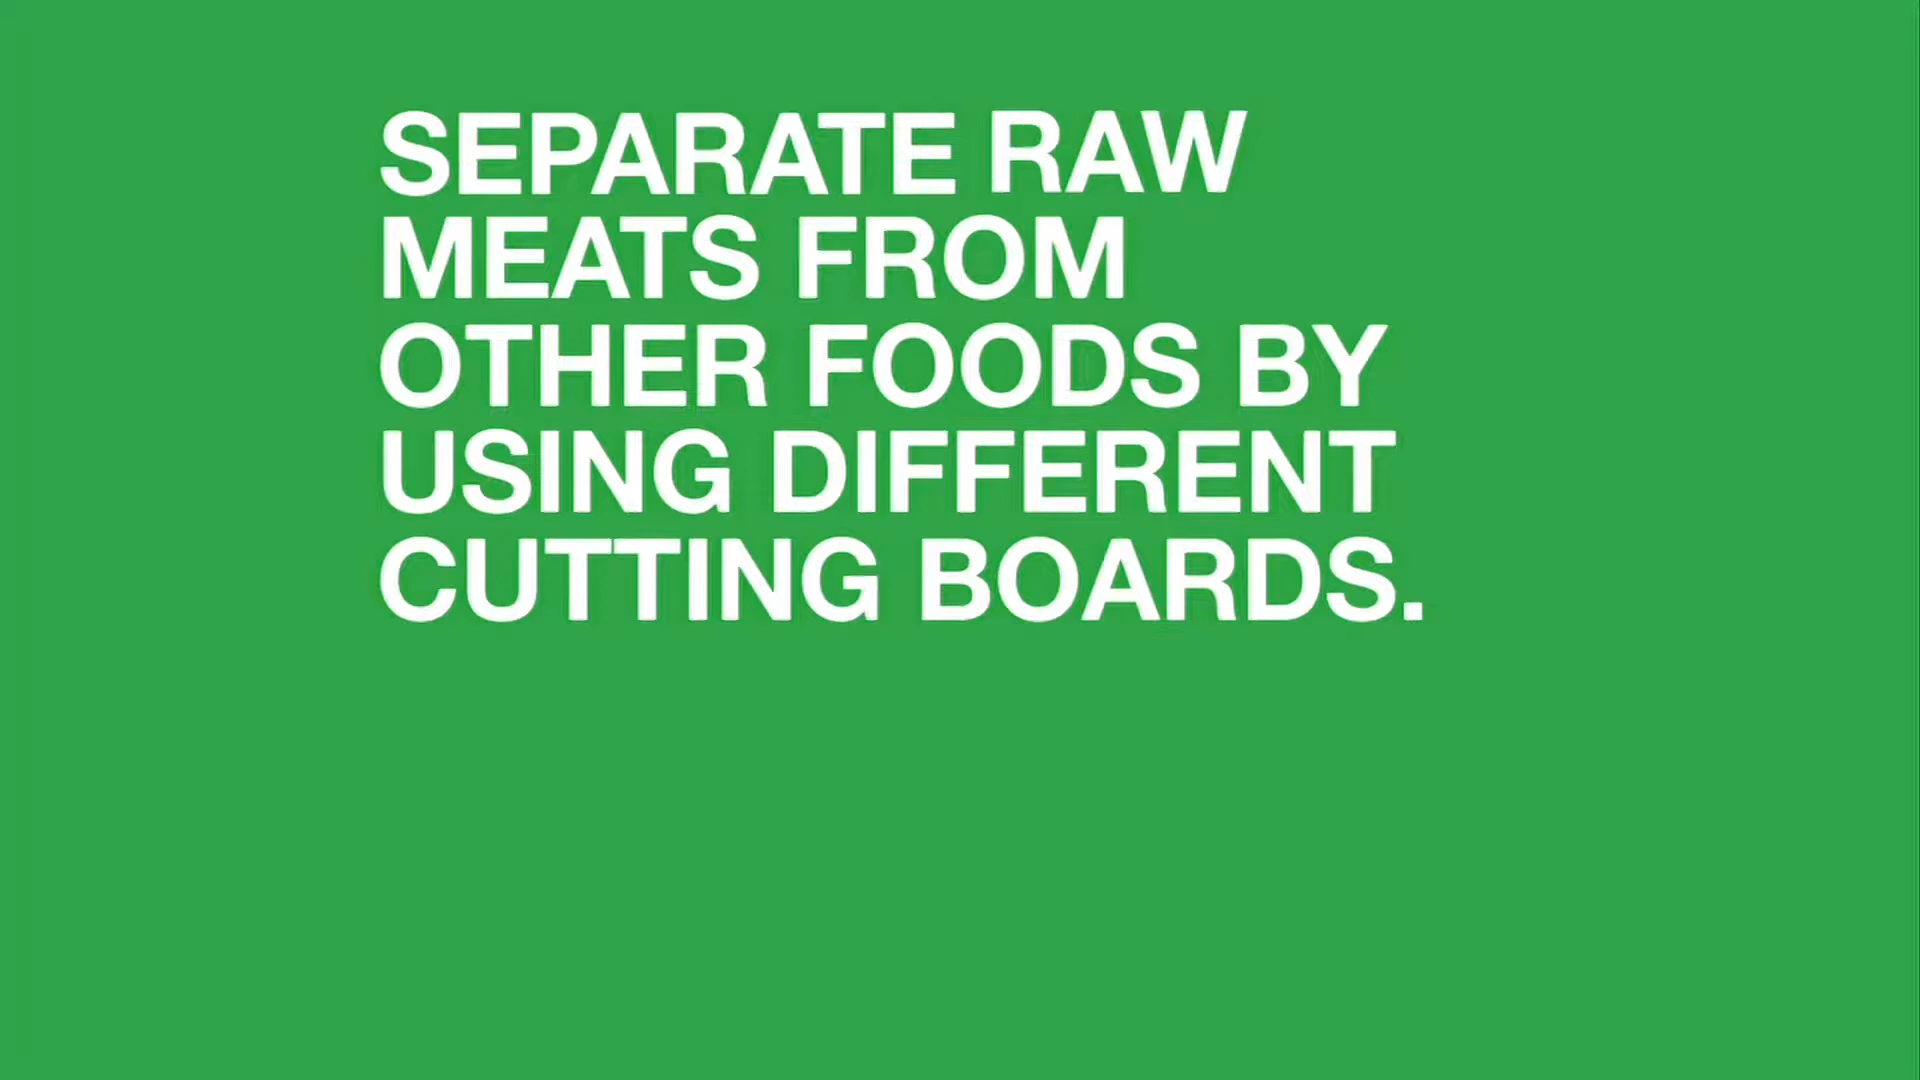 SEPARATE RAW
MEATS FROM
OTHER FOODS BY
USING DIFFERENT
CUTTING BOARDS.